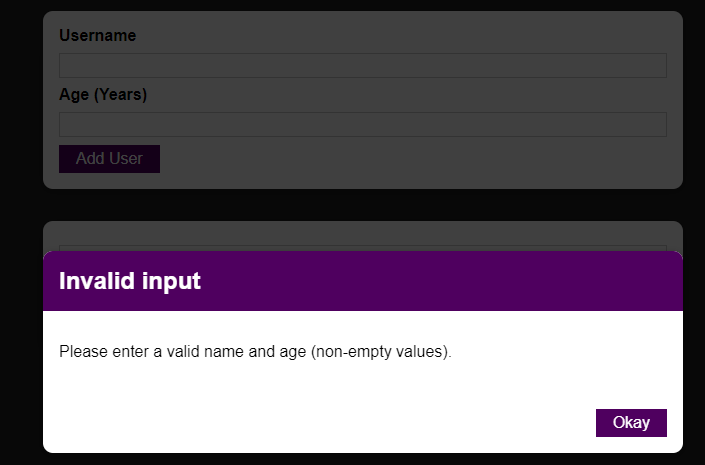 Username
Age (Years)
Add User
Invalid input
Please enter a valid name and age (non-empty values).
Okay